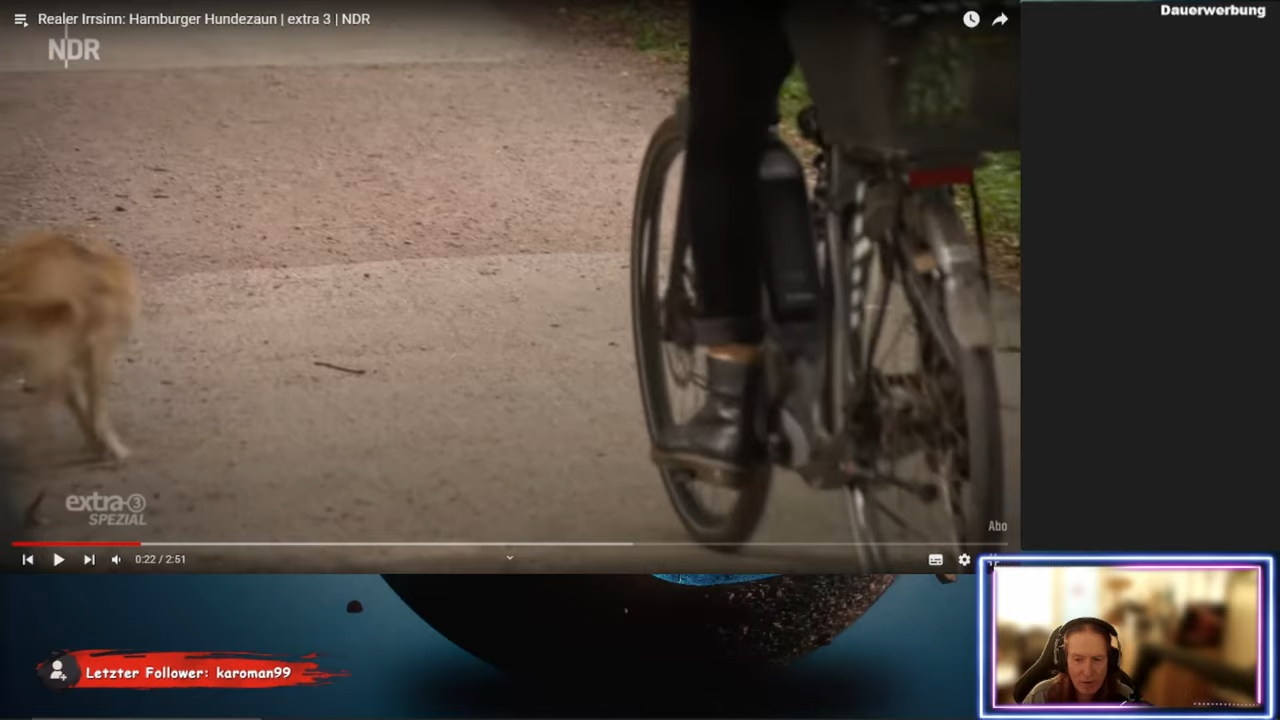 Realer Irrsinn: Hamburger Hundezaun | extra 3 | NDR
Dauerwerbung
NDR
extra 3
SPEZIAL
Abo
0:22 / 2:51
Letzter Follower: karoman99